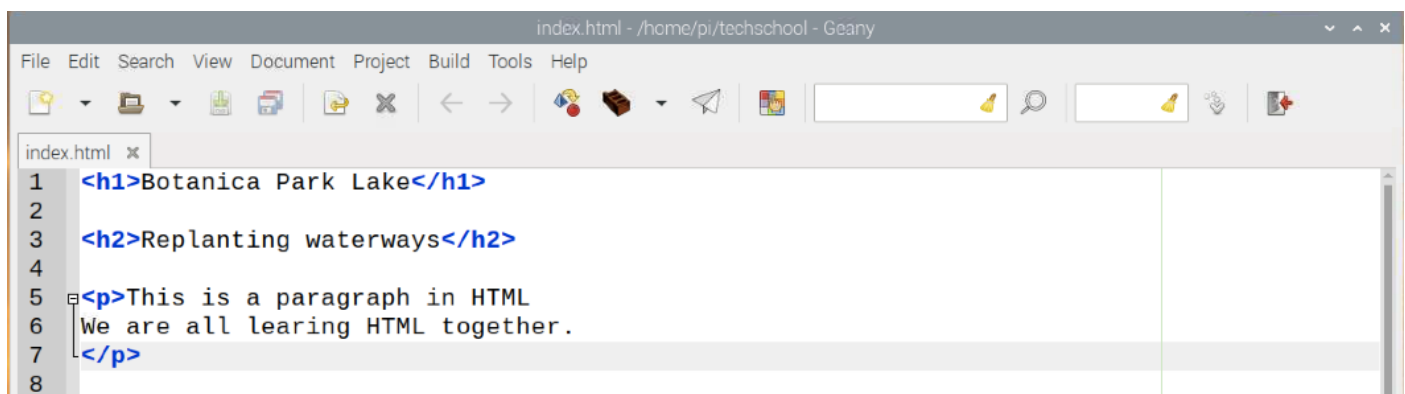 index.html - /home/pi/techschool - Geany
File Edit Search View Document Project Build Tools Help
index.html
1 <h1>Botanica Park Lake</h1>
2
3 <h2>Replanting waterways</h2>
4
5 <p>This is a paragraph in HTML
6 We are all learing HTML together.
7 </p>
8